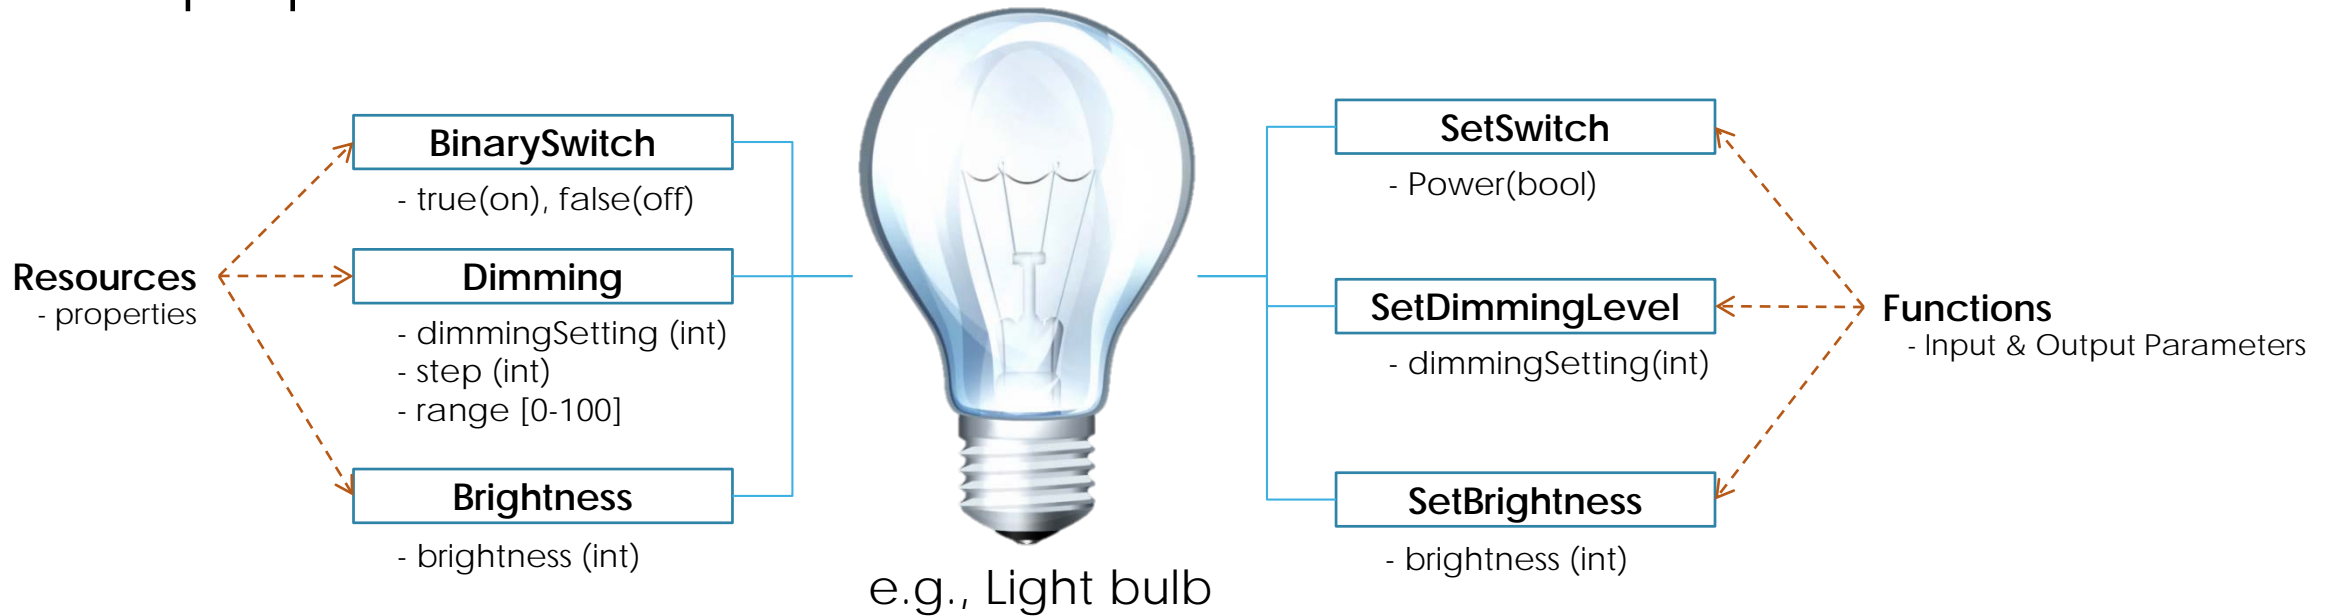 Resources
- properties
BinarySwitch
- true(on), false(off)
Dimming
- dimmingSetting (int)
- step (int)
- range [0-100]
Brightness
- brightness (int)
e.g., Light bulb
SetSwitch
- Power(bool)
SetDimmingLevel
- dimmingSetting(int)
SetBrightness
- brightness (int)
Functions
- Input & Output Parameters